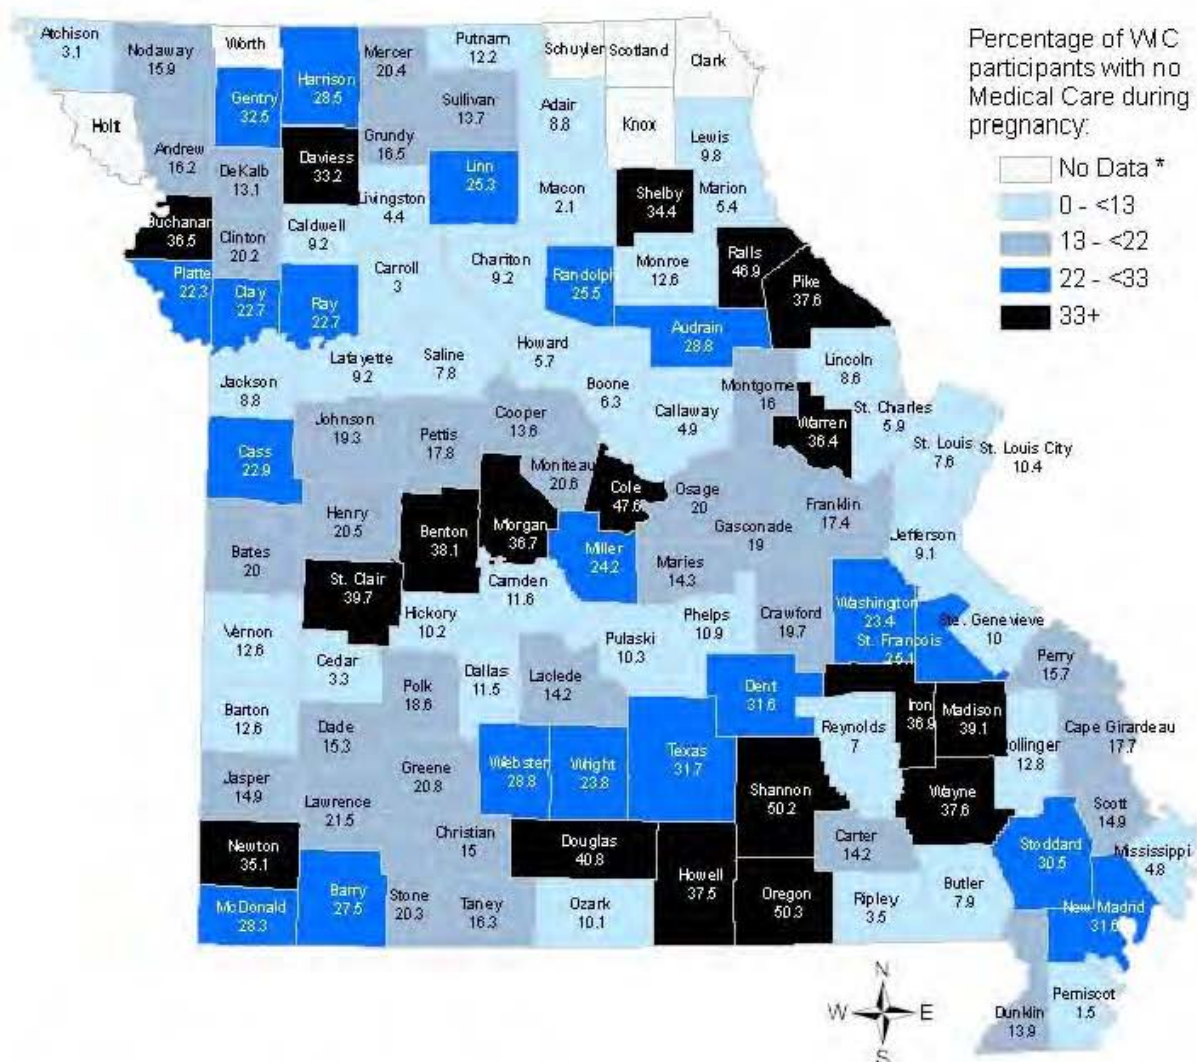 Percentage of WIC
participants with no
Medical Care during
pregnancy:
No Data *
0 - <13
13 - <22
22 - <33
33+
Atchison
3.1
Nodaway
15.9
Worth
Harrison
28.5
Mercer
20.4
Putnam
12.2
Schuyler
Scotland
Clark
Gentry
32.5
Sullivan
13.7
Adair
8.8
Knox
Lewis
9.8
Holt
Andrew
16.2
DeKalb
13.1
Daviess
33.2
Grundy
16.5
Linn
25.3
Macon
2.1
Shelby
34.4
Marion
5.4
Livingston
4.4
Buchanan
36.5
Clinton
20.2
Caldwell
9.2
Carroll
3
Chariton
9.2
Randolph
25.5
Monroe
12.6
Ralls
46.9
Pike
37.6
Platte
22.3
Clay
22.7
Ray
22.7
Audrain
28.8
Lafayette
9.2
Saline
7.8
Howard
5.7
Boone
6.3
Callaway
4.9
Montgome
16
Lincoln
8.6
Jackson
8.8
Warren
36.4
St. Charles
5.9
St. Louis
7.6
St. Louis City
10.4
Johnson
19.3
Pettis
17.8
Cooper
13.6
Cass
22.9
Moniteau
20.6
Cole
47.6
Osage
20
Gasconade
19
Franklin
17.4
Henry
20.5
Benton
38.1
Morgan
36.7
Miller
24.2
Maries
14.3
Jefferson
9.1
Bates
20
St. Clair
39.7
Camden
11.6
Hickory
10.2
Pulaski
10.3
Phelps
10.9
Crawford
19.7
Washington
23.4
St. Francois
25.1
Ste. Genevieve
10
Vernon
12.6
Cedar
3.3
Polk
18.6
Dallas
11.5
Laclede
14.2
Dent
31.6
Iron
36.9
Madison
39.1
Perry
15.7
Barton
12.6
Dade
15.3
Reynolds
7
ollinger
12.8
Cape Girardeau
17.7
Jasper
14.9
Greene
20.8
Webster
28.8
Wright
23.8
Texas
31.7
Shannon
50.2
Wayne
37.6
Lawrence
21.5
Christian
15
Douglas
40.8
Carter
14.2
Scott
14.9
Stoddard
30.5
Mississippi
4.8
Newton
35.1
Howell
37.5
Oregon
50.3
Ripley
3.5
Butler
7.9
McDonald
28.3
Barry
27.5
Stone
20.3
Taney
16.3
Ozark
10.1
New Madrid
31.6
Dunklin
13.9
Pemiscot
1.5
N
W
E
S